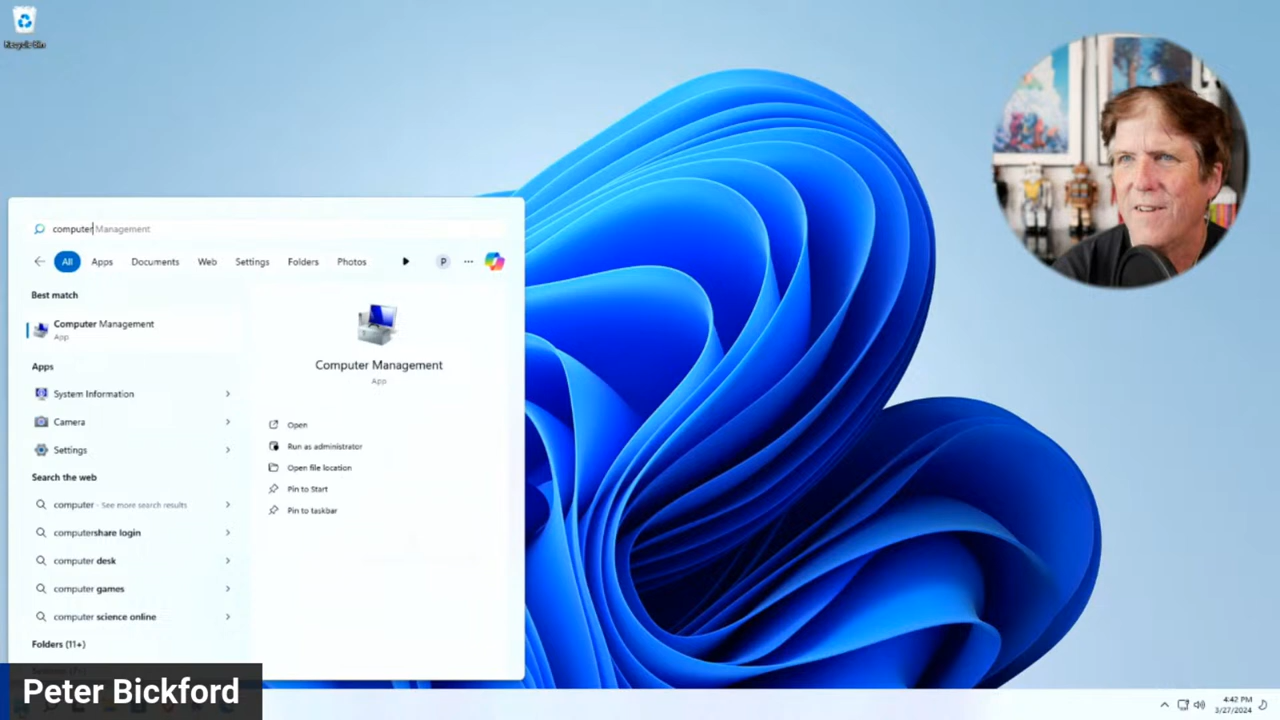 Recycle Bin
computer Management
All Apps Documents Web Settings Folders Photos P
Best match
Computer Management
App
Apps
System Information
Camera
Settings
Search the web
computer - See more search results
computershare login
computer desk
computer games
computer science online
Folders (11+)
Computer Management
App
Open
Run as administrator
Open file location
Pin to Start
Pin to taskbar
Peter Bickford
4:42 PM
3/27/2024